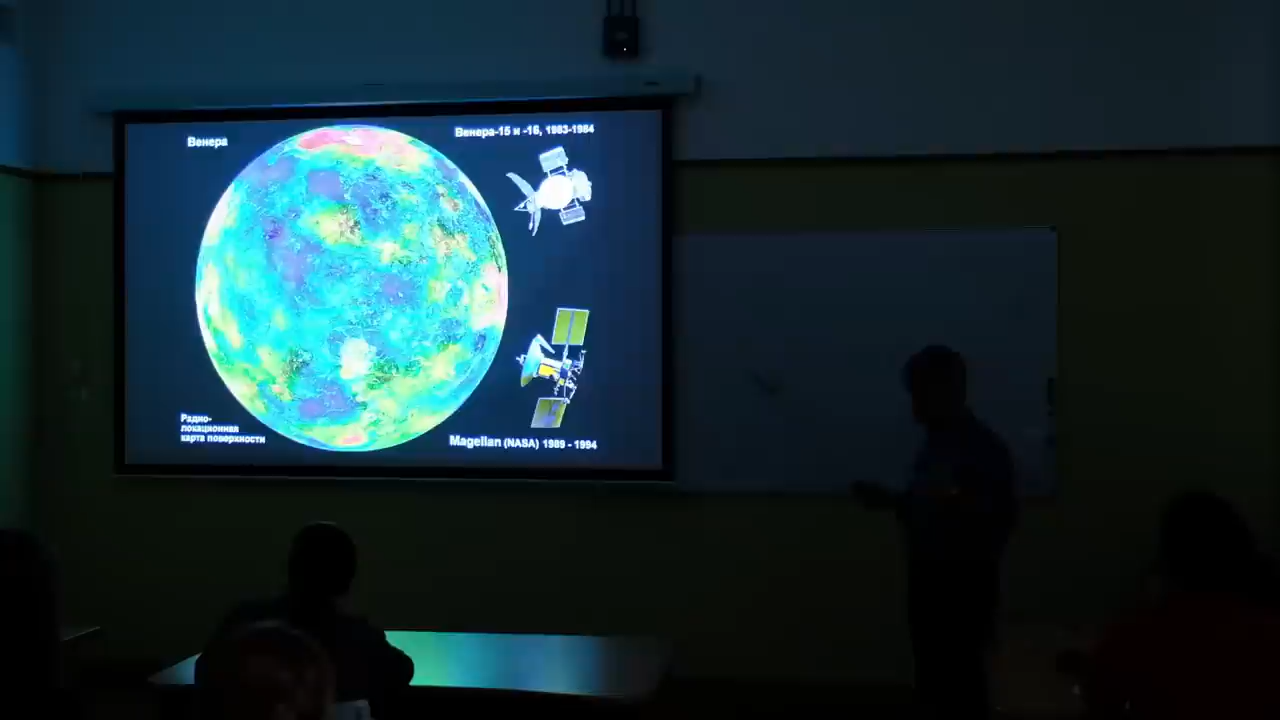 Венера
Венера-15 и -16, 1983-1984
Радио-
локационная
карта поверхности
Magellan (NASA) 1989 - 1994